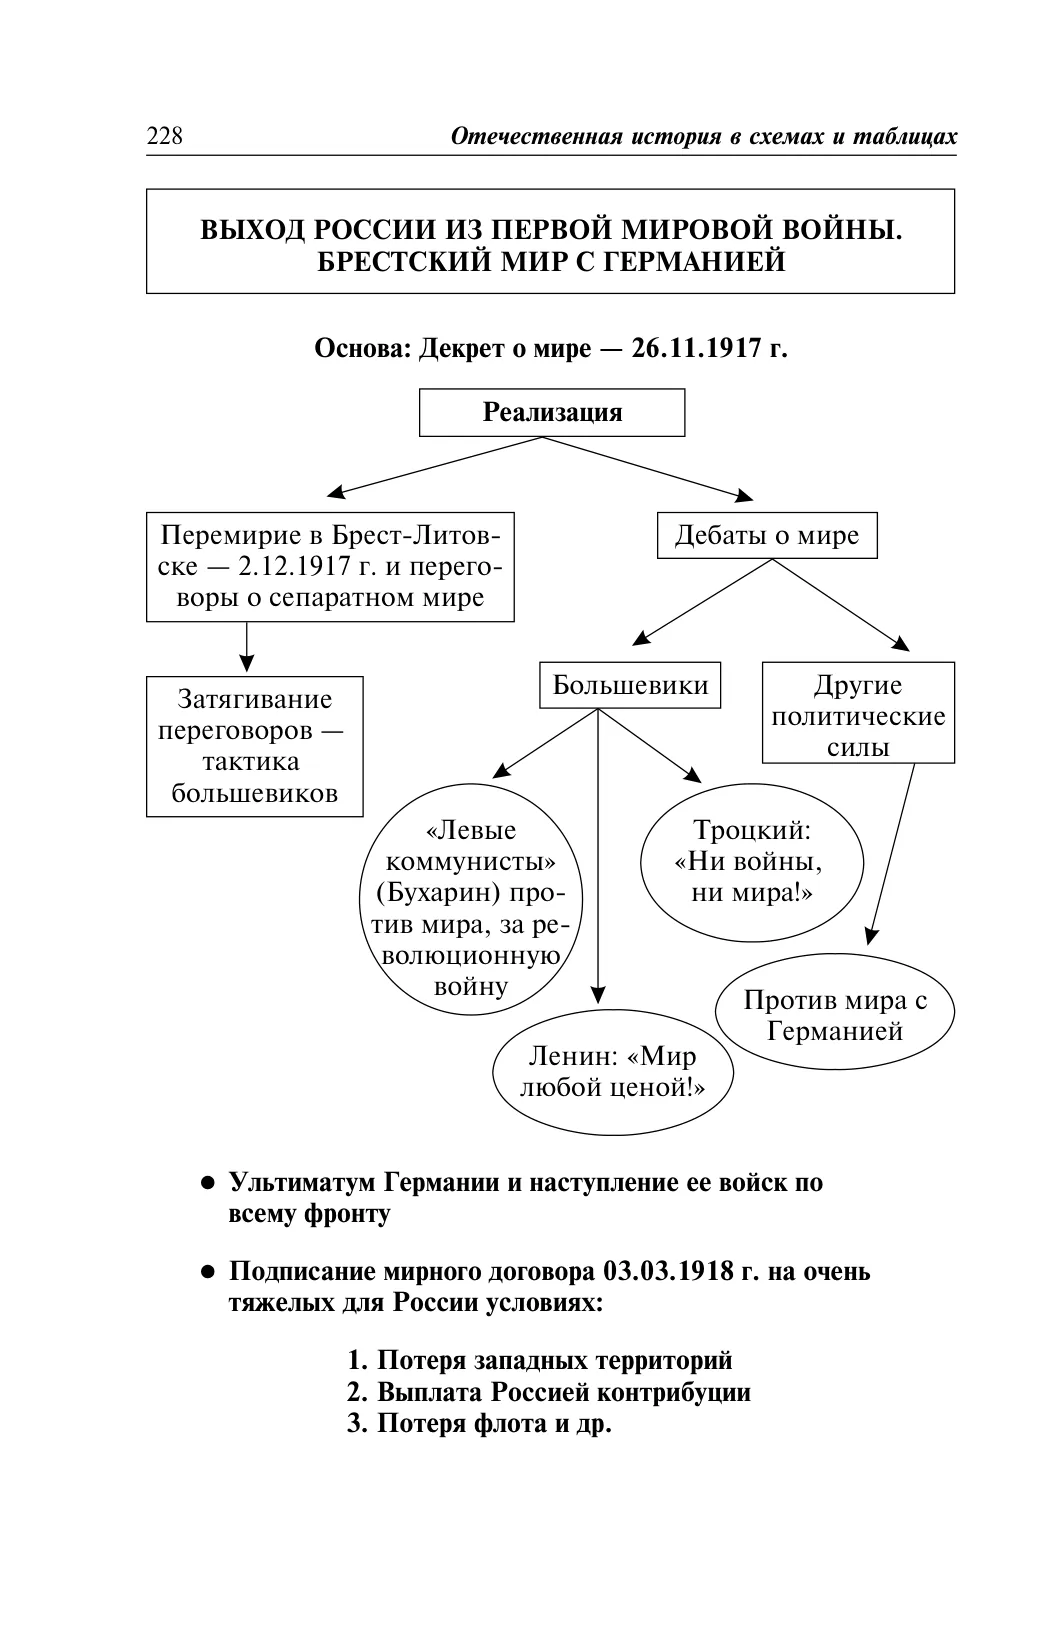 228
Отечественная история в схемах и таблицах
ВЫХОД РОССИИ ИЗ ПЕРВОЙ МИРОВОЙ ВОЙНЫ.
БРЕСТСКИЙ МИР С ГЕРМАНИЕЙ
Основа: Декрет о мире — 26.11.1917 г.
Реализация
Перемирие в Брест-Литов-
ске — 2.12.1917 г. и перего-
воры о сепаратном мире
Дебаты о мире
Затягивание
переговоров —
тактика
большевиков
Большевики
Другие
политические
силы
«Левые
коммунисты»
(Бухарин) про-
тив мира, за ре-
волюционную
войну
Троцкий:
«Ни войны,
ни мира!»
Ленин: «Мир
любой ценой!»
Против мира с
Германией
● Ультиматум Германии и наступление ее войск по
всему фронту
● Подписание мирного договора 03.03.1918 г. на очень
тяжелых для России условиях:
1. Потеря западных территорий
2. Выплата Россией контрибуции
3. Потеря флота и др.